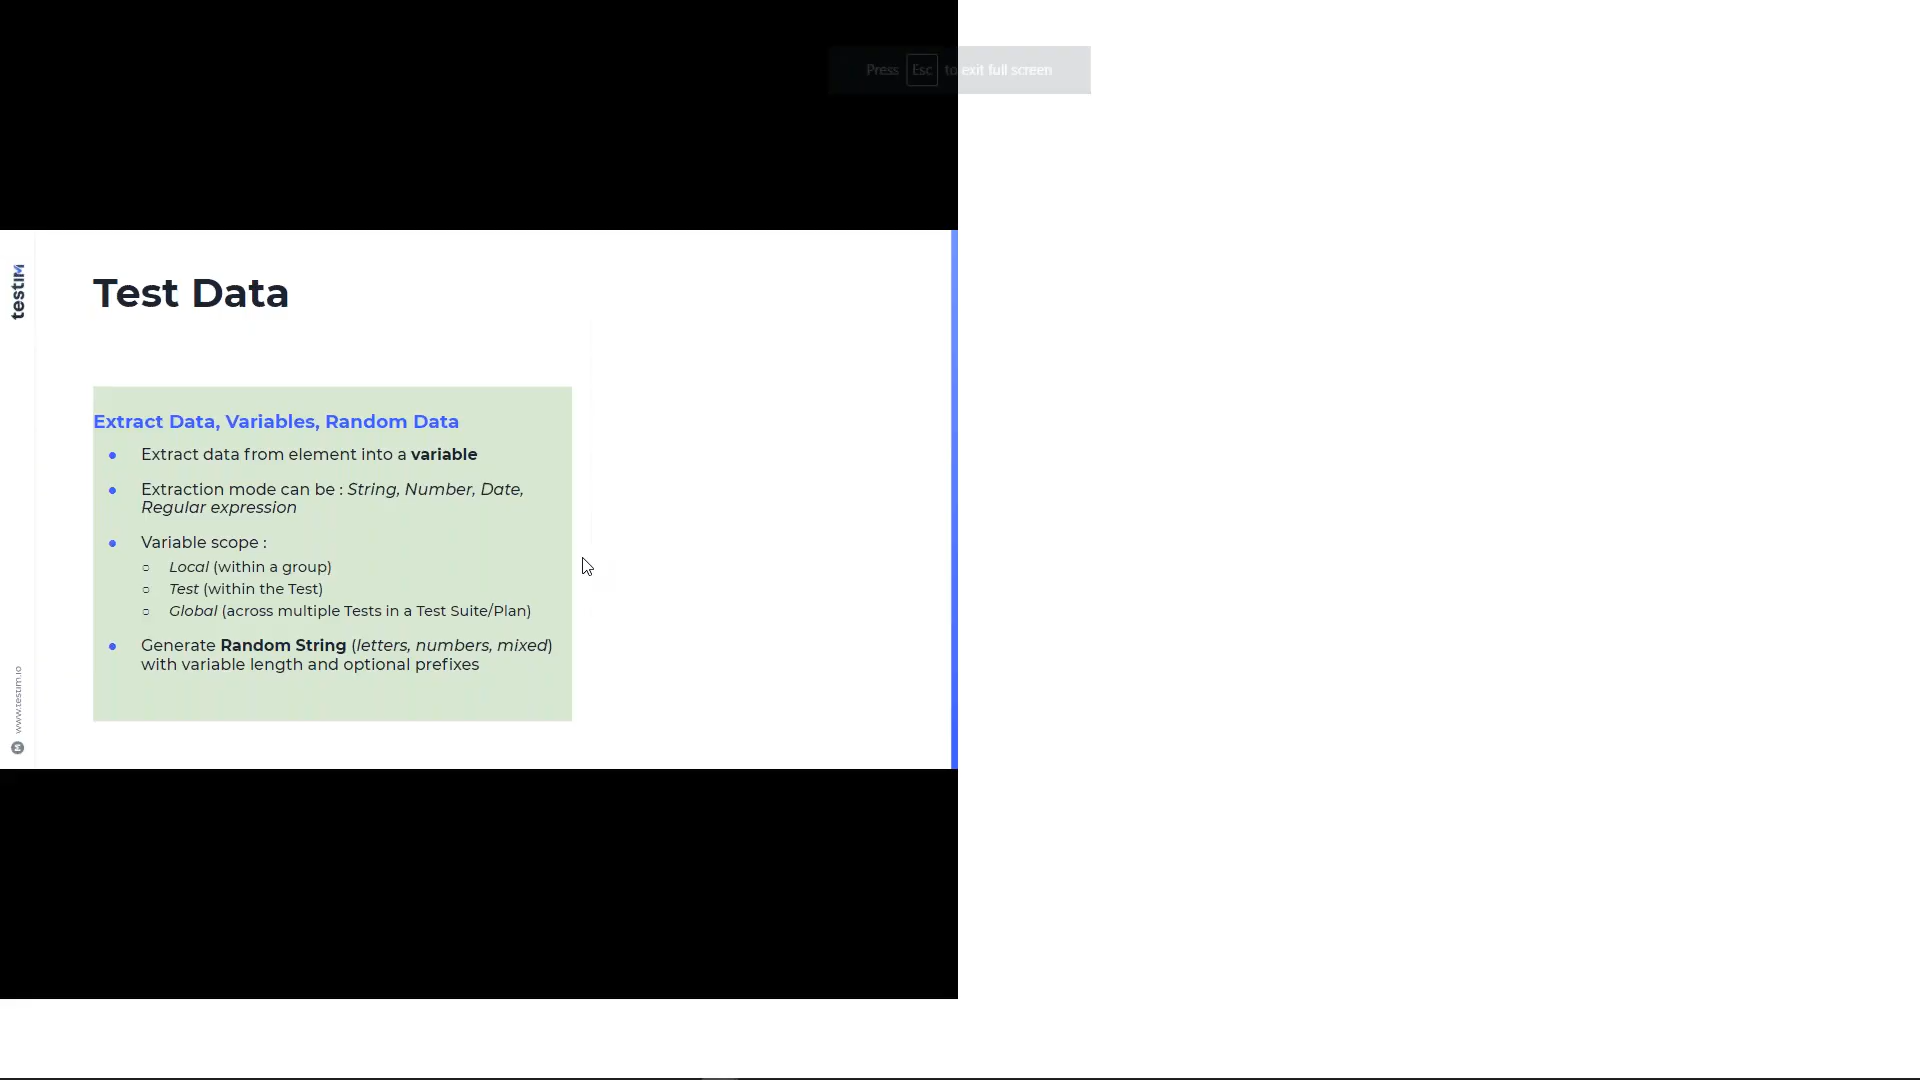 Press Esc to exit full screen
testim
Test Data
Extract Data, Variables, Random Data
● Extract data from element into a variable
● Extraction mode can be : String, Number, Date,
Regular expression
● Variable scope :
○ Local (within a group)
○ Test (within the Test)
○ Global (across multiple Tests in a Test Suite/Plan)
● Generate Random String (letters, numbers, mixed)
with variable length and optional prefixes
www.testim.io